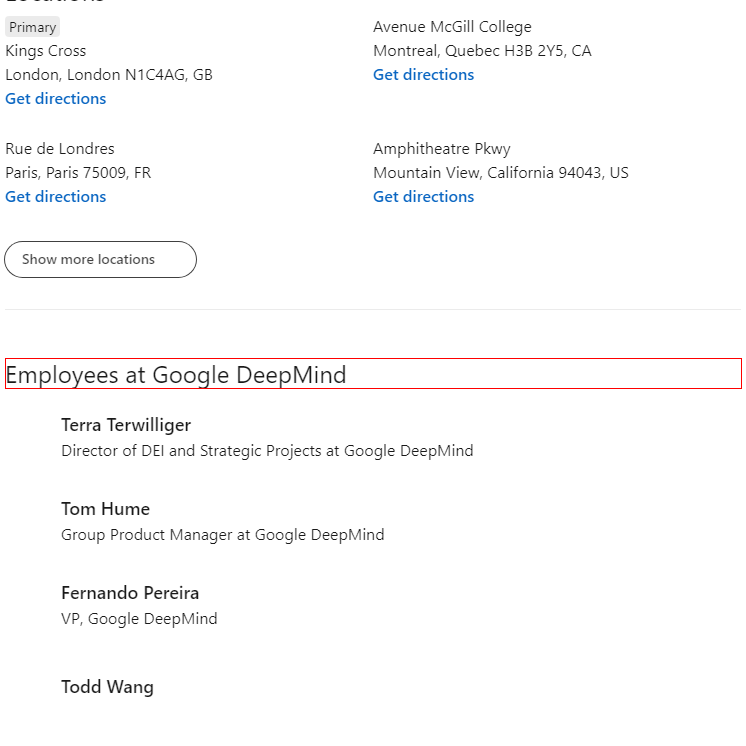 Locations
Primary
Kings Cross
London, London N1C4AG, GB
Get directions
Avenue McGill College
Montreal, Quebec H3B 2Y5, CA
Get directions
Rue de Londres
Paris, Paris 75009, FR
Get directions
Amphitheatre Pkwy
Mountain View, California 94043, US
Get directions
Show more locations
Employees at Google DeepMind
Terra Terwilliger
Director of DEI and Strategic Projects at Google DeepMind
Tom Hume
Group Product Manager at Google DeepMind
Fernando Pereira
VP, Google DeepMind
Todd Wang